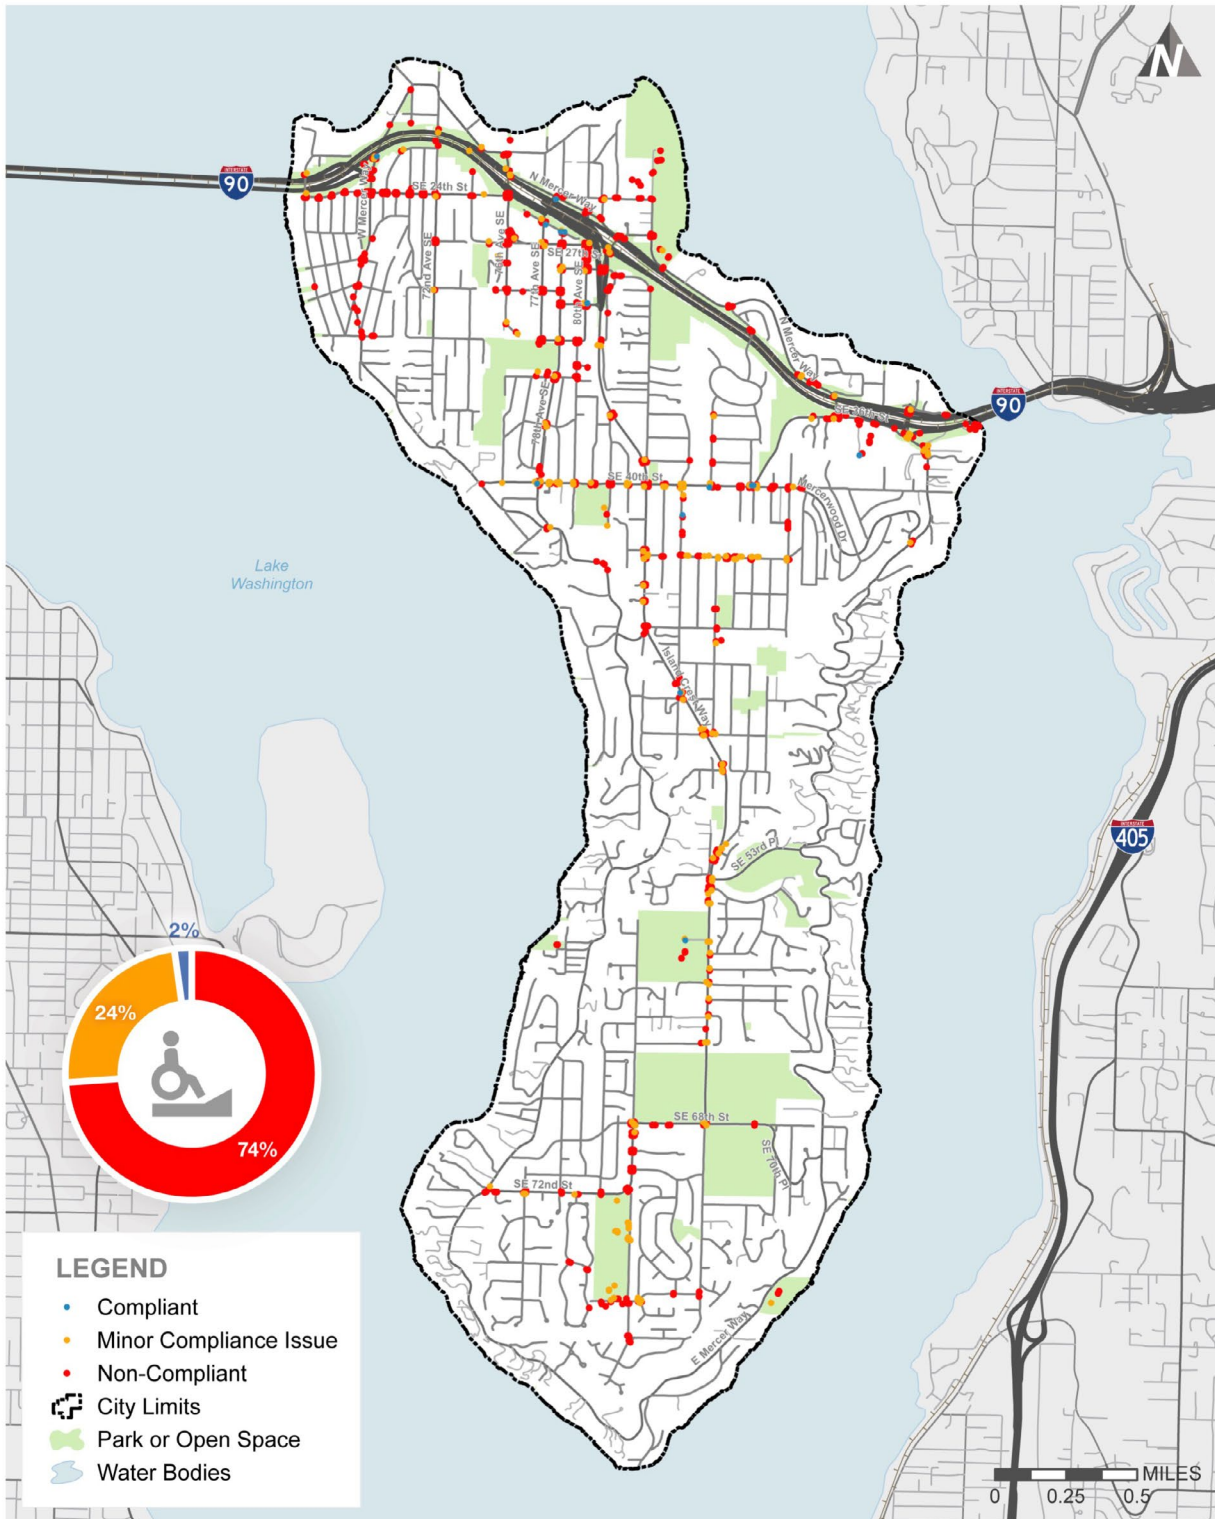 N
INTERSTATE
90
SE 24th St
W Mercer Way
N Mercer Way
72nd Ave SE
76th Ave SE
77th Ave SE
SE 27th St
80th Ave SE
N Mercer Way
INTERSTATE
90
SE 36th St
78th Ave SE
SE 40th St
Mercerwood Dr
Lake
Washington
Island Crest Way
INTERSTATE
405
SE 53rd Pl
2%
24%
74%
SE 68th St
SE 70th Pl
SE 72nd St
E Mercer Way
LEGEND
Compliant
Minor Compliance Issue
Non-Compliant
City Limits
Park or Open Space
Water Bodies
MILES
0 0.25 0.5